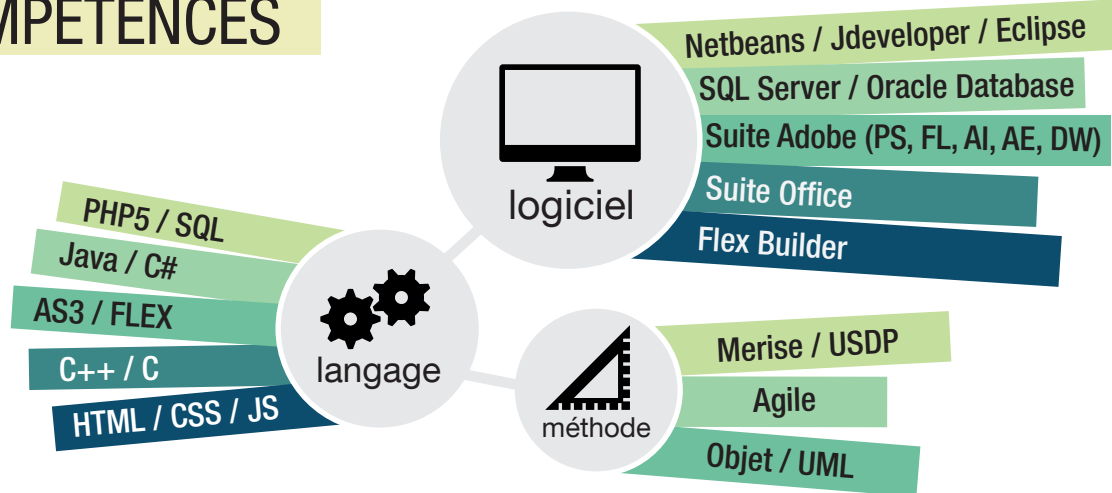 MPETENCES
Netbeans / Jdeveloper / Eclipse
SQL Server / Oracle Database
Suite Adobe (PS, FL, AI, AE, DW)
Suite Office
Flex Builder
logiciel
PHP5 / SQL
Java / C#
AS3 / FLEX
C++ / C
HTML / CSS / JS
langage
Merise / USDP
Agile
Objet / UML
méthode